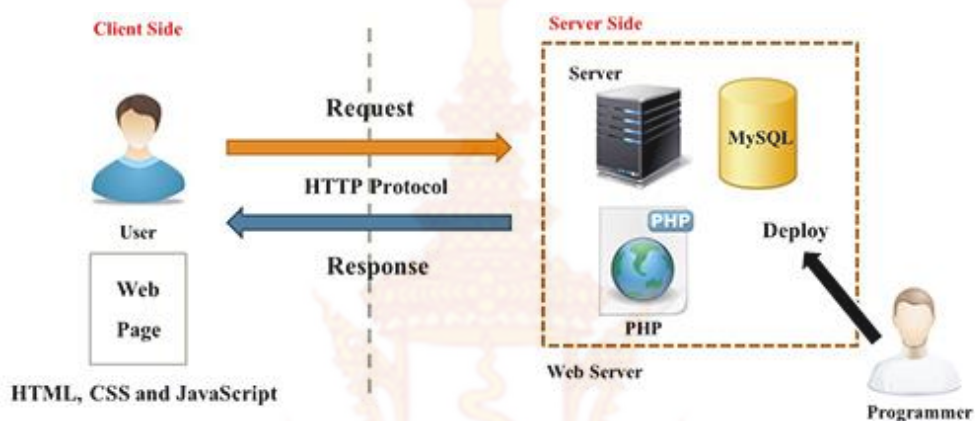 Client Side
Server Side
Server
MySQL
Request
HTTP Protocol
Response
User
Web
Page
HTML, CSS and JavaScript
PHP
PHP
Deploy
Web Server
Programmer